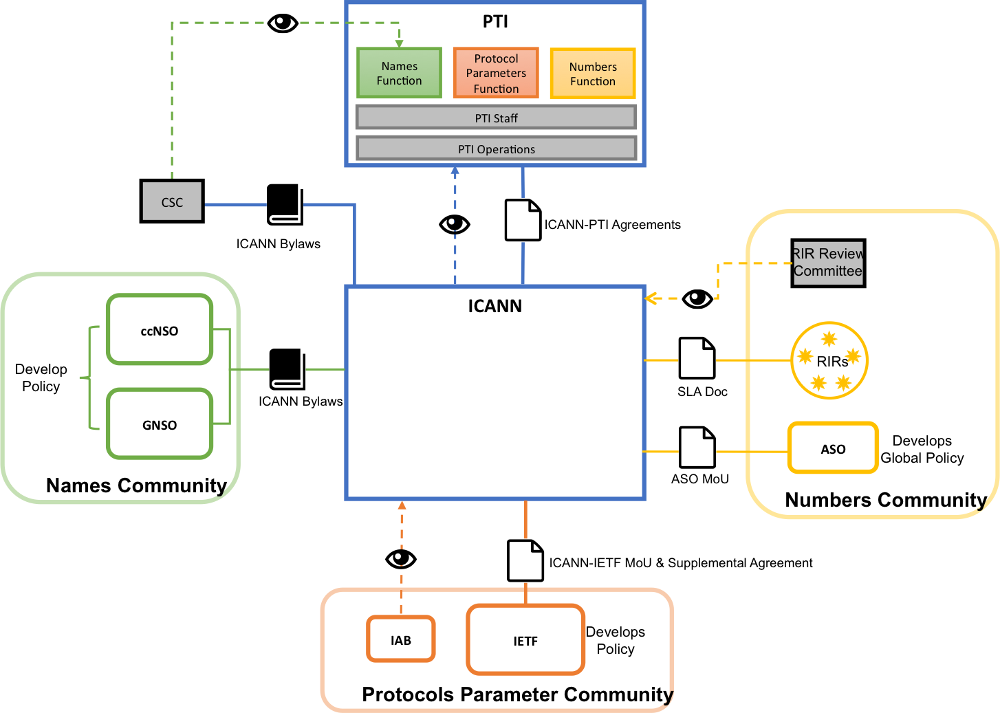 PTI
Names
Function
Protocol
Parameters
Function
Numbers
Function
PTI Staff
PTI Operations
CSC
ICANN Bylaws
ICANN-PTI Agreements
RIR Review
Committee
ICANN
ccNSO
Develop
Policy
GNSO
ICANN Bylaws
Names Community
RIRs
SLA Doc
ASO
Develops
Global Policy
ASO MoU
Numbers Community
ICANN-IETF MoU & Supplemental Agreement
IAB
IETF
Develops
Policy
Protocols Parameter Community